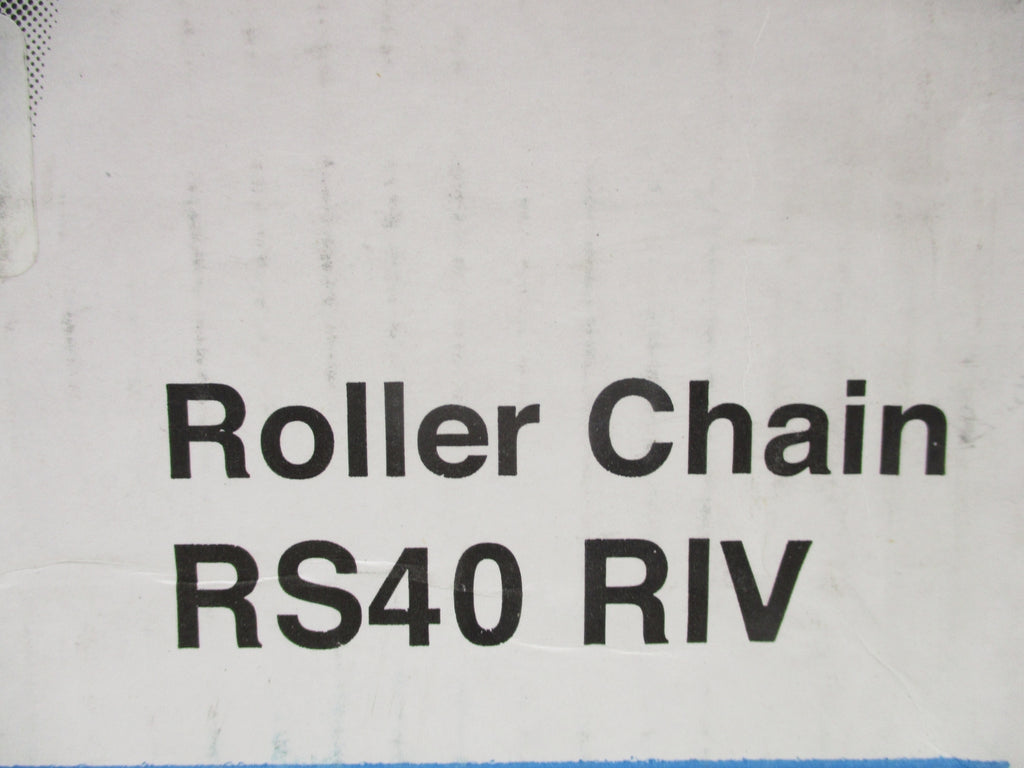 Roller Chain
RS40 RIV